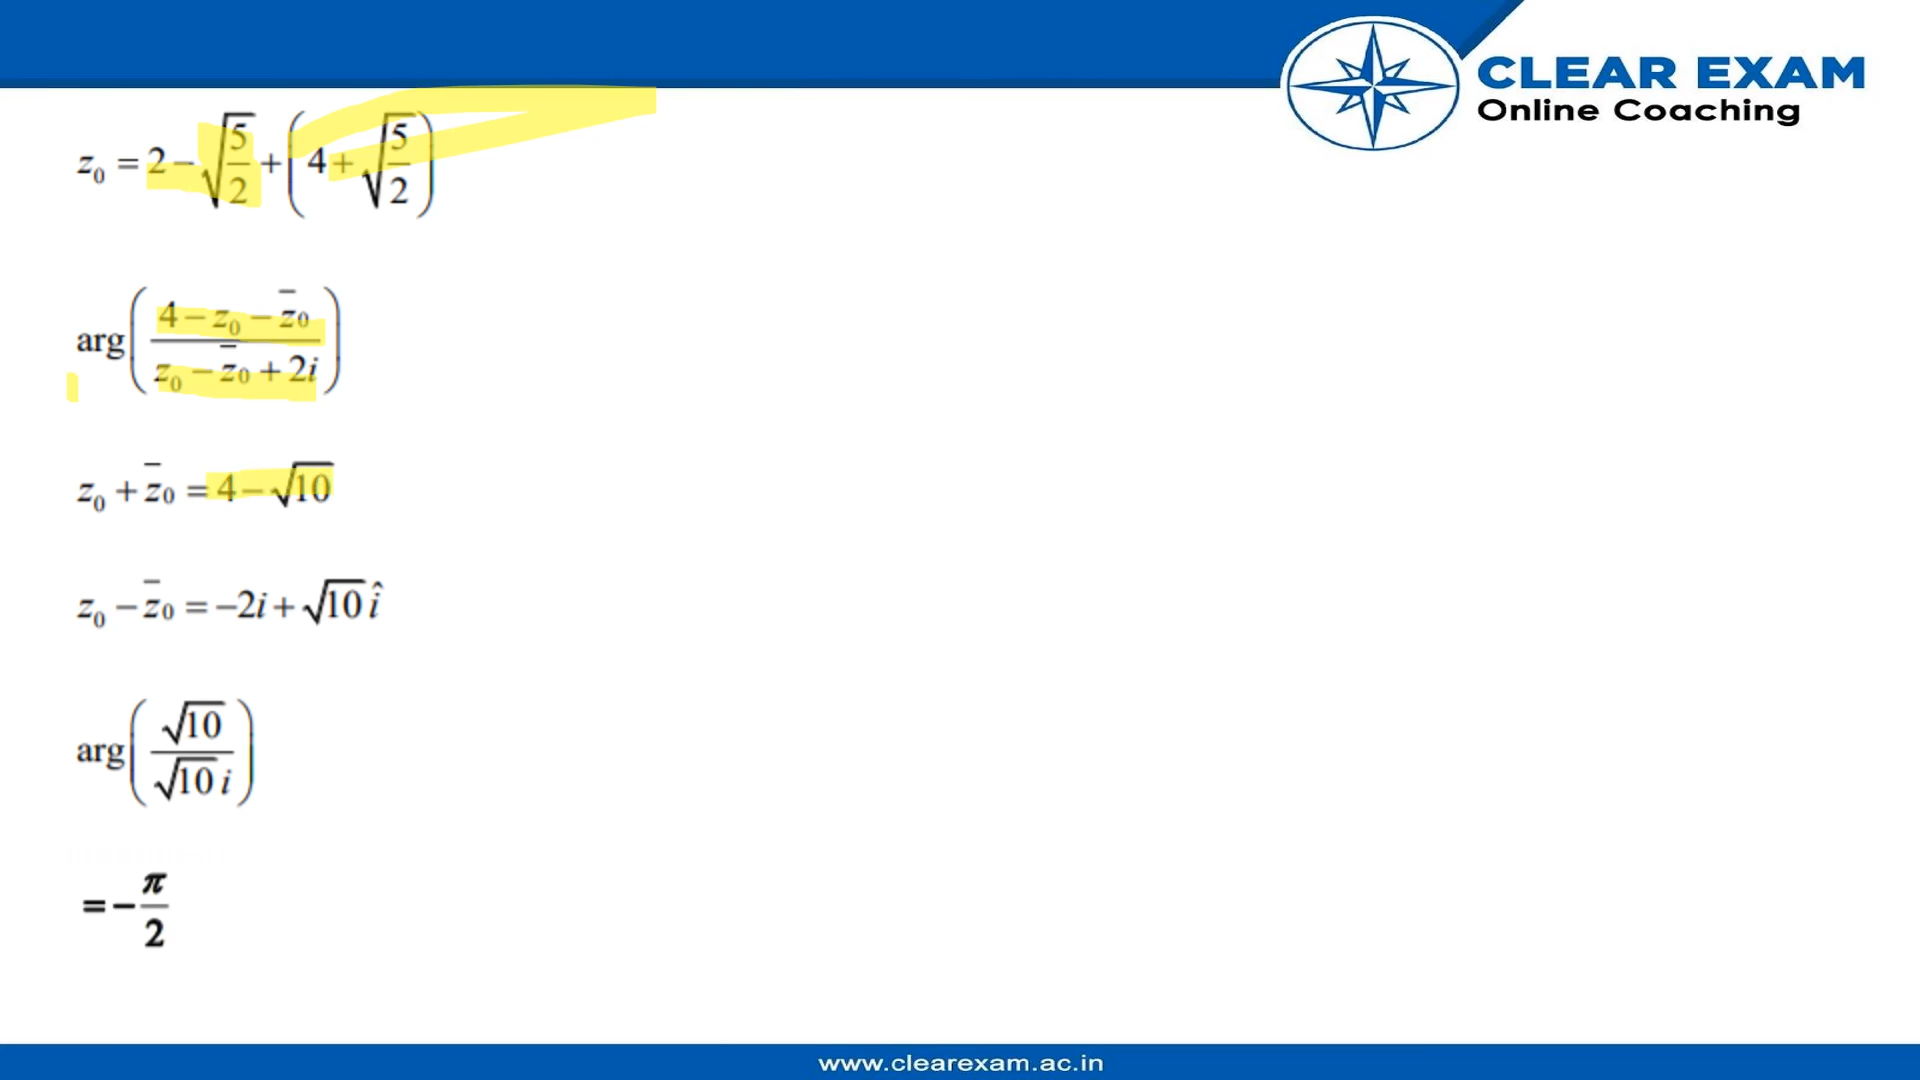 CLEAR EXAM
Online Coaching
z₀ = 2 − √(5/2) + (4 + √(5/2))
arg((4 − z₀ − z̄₀)/(z₀ − z̄₀ + 2i))
z₀ + z̄₀ = 4 − √10
z₀ − z̄₀ = −2i + √10 î
arg(√10/(√10 i))
= − π/2
www.clearexam.ac.in